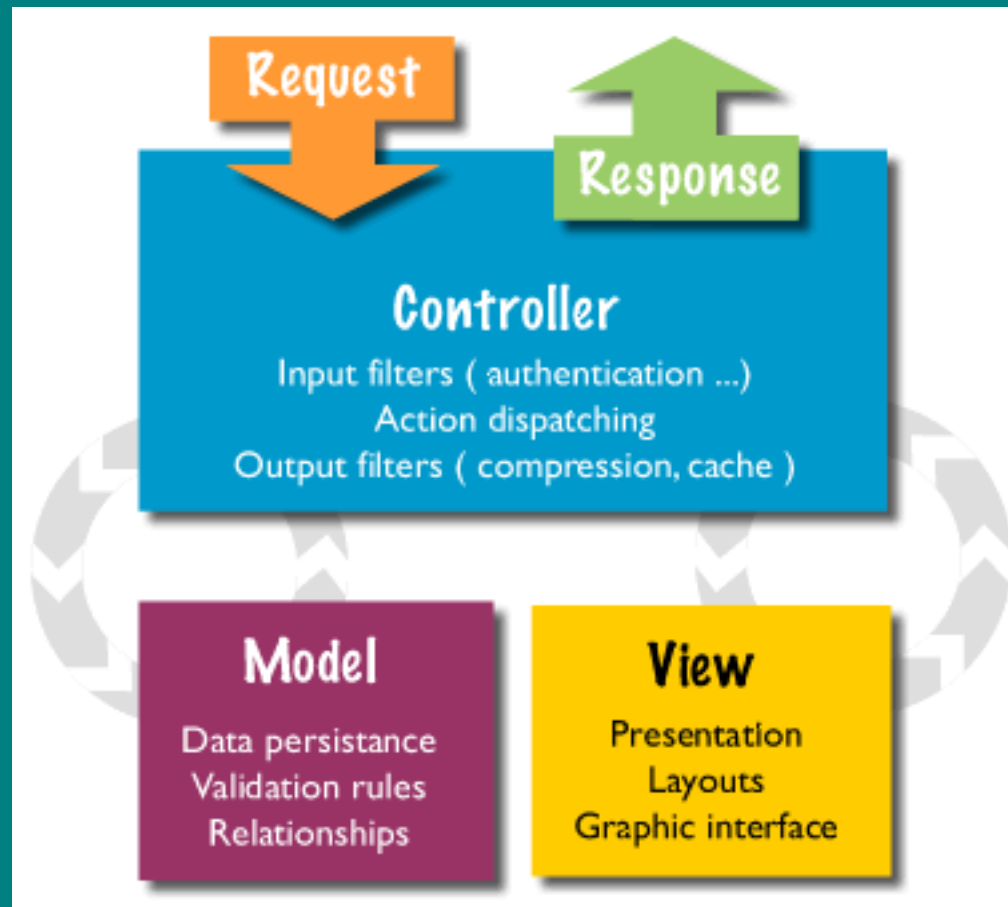 Request
Response
Controller
Input filters ( authentication ...)
Action dispatching
Output filters ( compression, cache )
Model
Data persistance
Validation rules
Relationships
View
Presentation
Layouts
Graphic interface